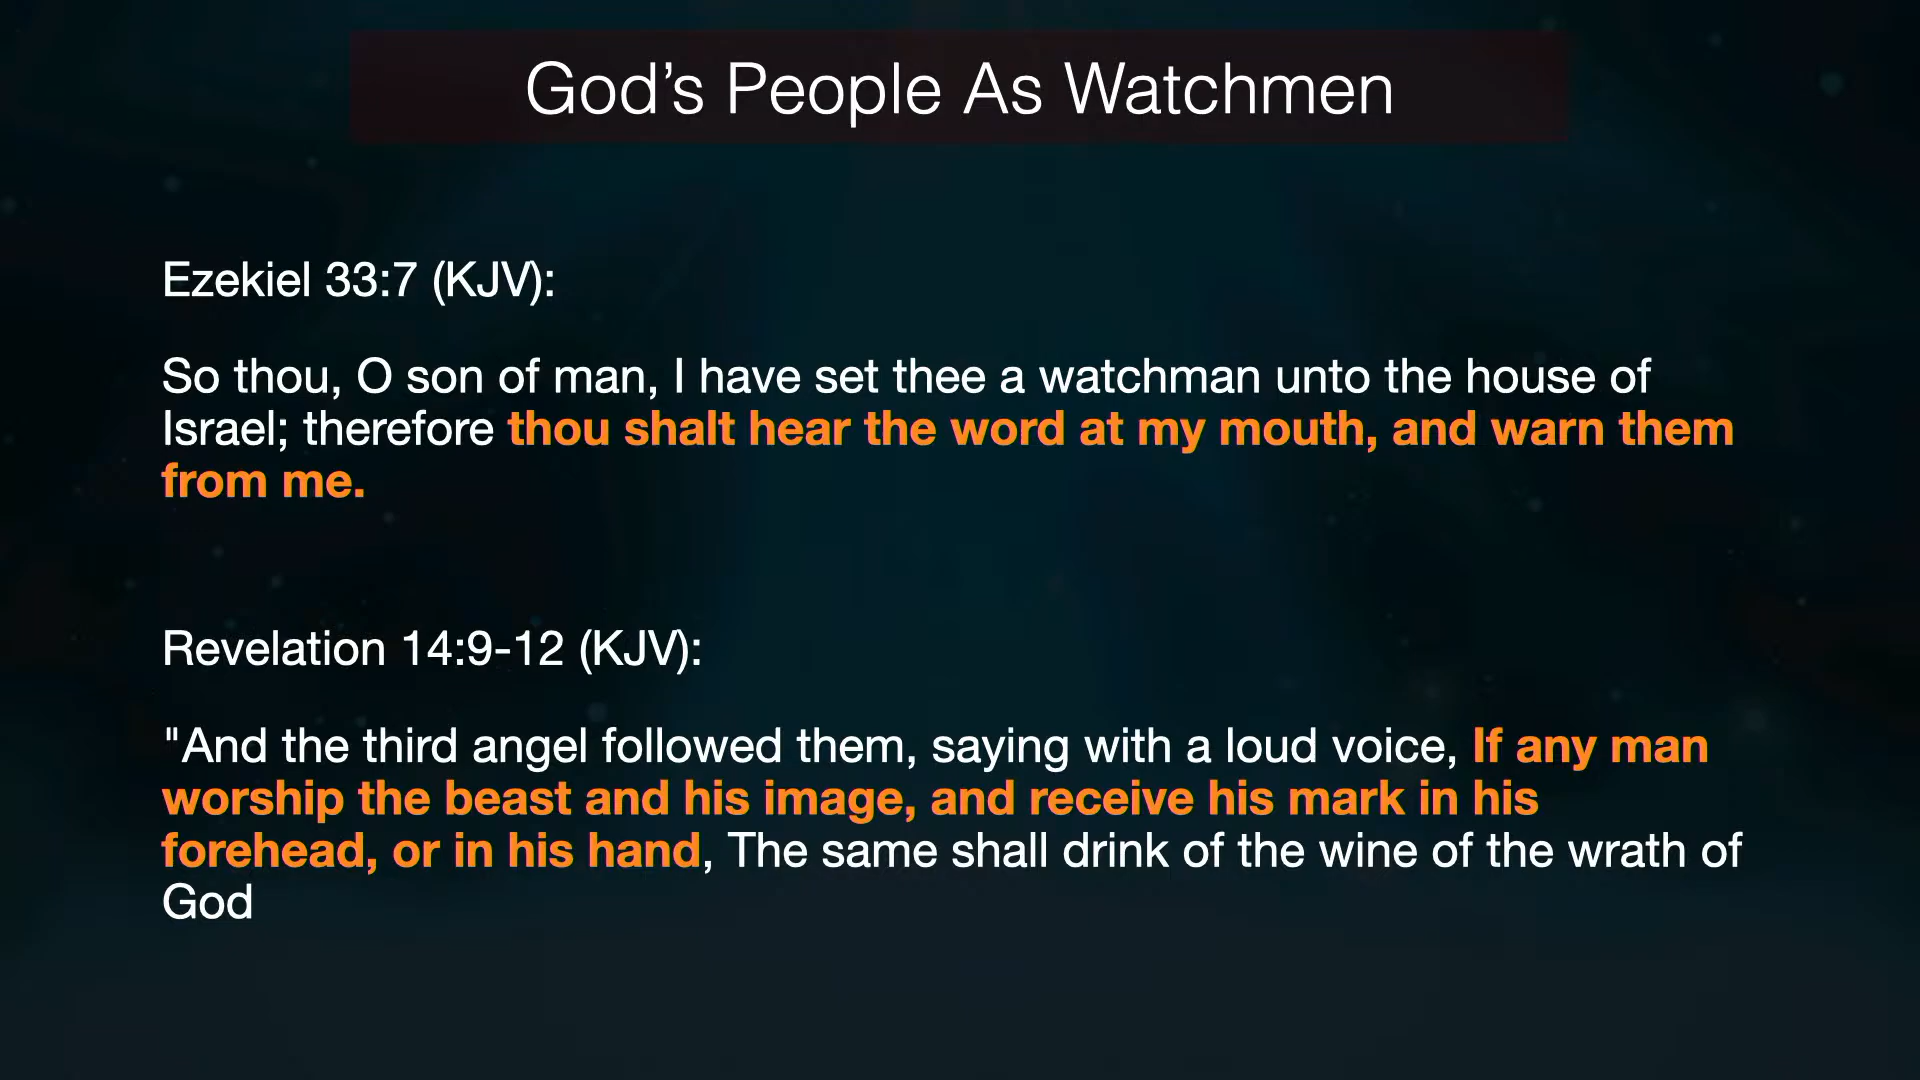 God’s People As Watchmen
Ezekiel 33:7 (KJV):
So thou, O son of man, I have set thee a watchman unto the house of
Israel; therefore thou shalt hear the word at my mouth, and warn them
from me.
Revelation 14:9-12 (KJV):
"And the third angel followed them, saying with a loud voice, If any man
worship the beast and his image, and receive his mark in his
forehead, or in his hand, The same shall drink of the wine of the wrath of
God